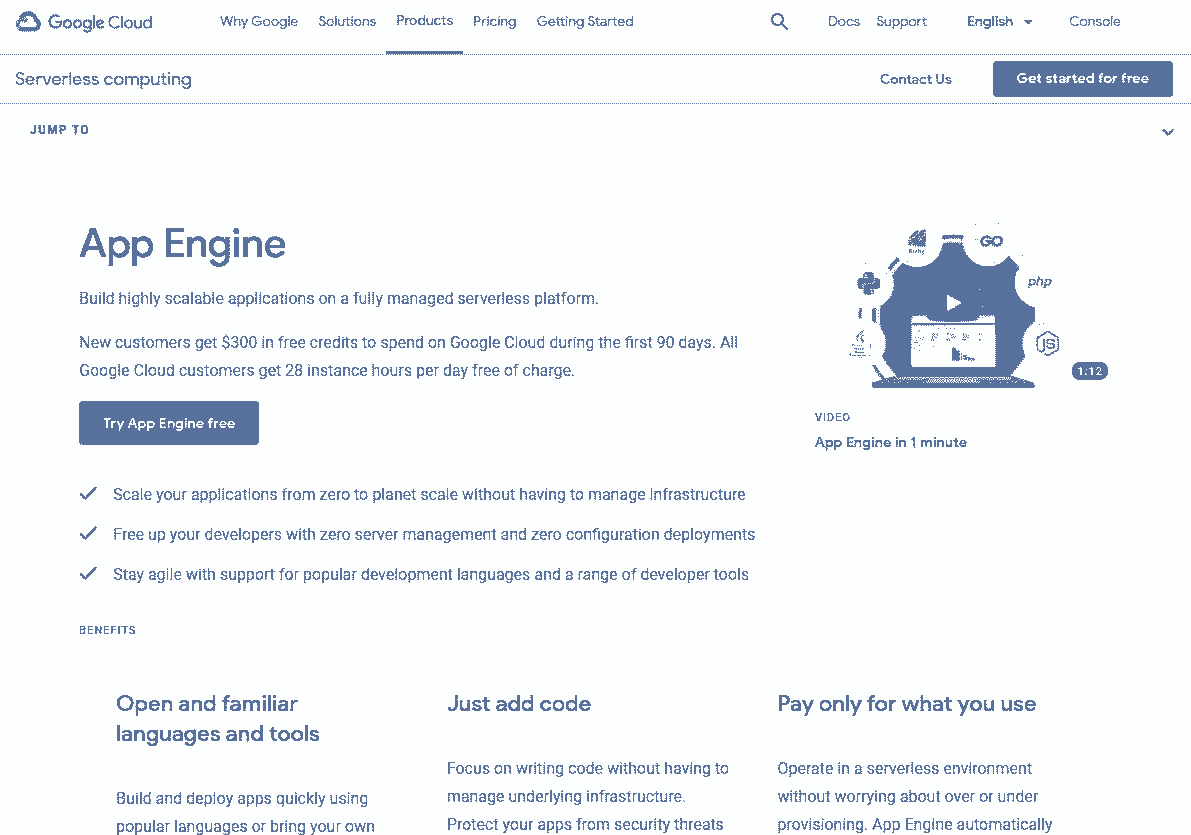 Google Cloud
Why Google
Solutions
Products
Pricing
Getting Started
Docs
Support
English
Console
Serverless computing
Contact Us
Get started for free
JUMP TO
App Engine
Build highly scalable applications on a fully managed serverless platform.
New customers get $300 in free credits to spend on Google Cloud during the first 90 days. All
Google Cloud customers get 28 instance hours per day free of charge.
Try App Engine free
Ruby
GO
php
JS
1:12
VIDEO
App Engine in 1 minute
Scale your applications from zero to planet scale without having to manage infrastructure
Free up your developers with zero server management and zero configuration deployments
Stay agile with support for popular development languages and a range of developer tools
BENEFITS
Open and familiar
languages and tools
Build and deploy apps quickly using
popular languages or bring your own
Just add code
Focus on writing code without having to
manage underlying infrastructure.
Protect your apps from security threats
Pay only for what you use
Operate in a serverless environment
without worrying about over or under
provisioning. App Engine automatically